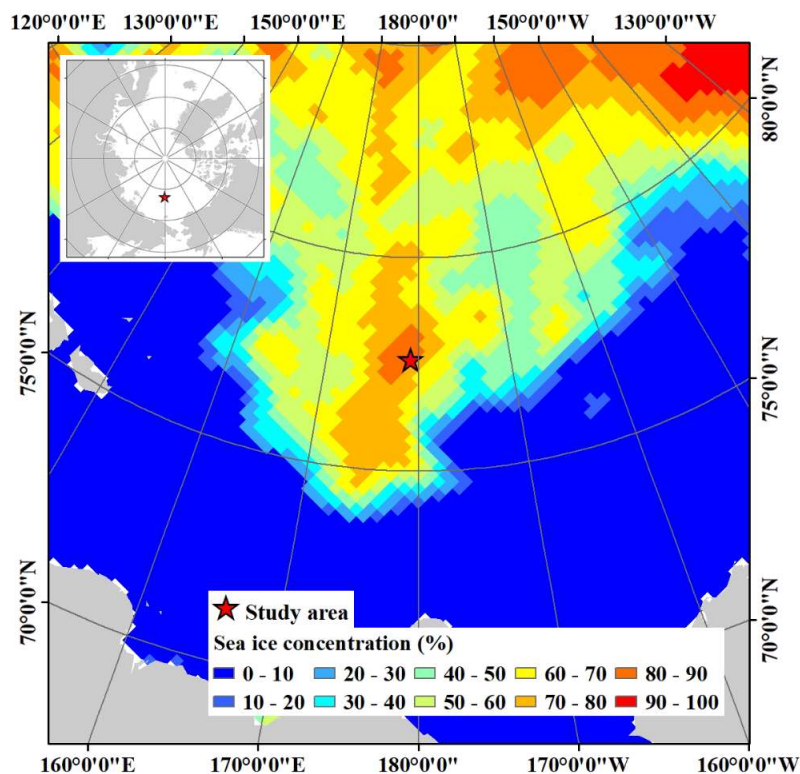 120°0'0"E 130°0'0"E 150°0'0"E 180°0'0" 150°0'0"W 130°0'0"W
80°0'0"N
75°0'0"N
75°0'0"N
70°0'0"N
70°0'0"N
Study area
Sea ice concentration (%)
0 - 10 20 - 30 40 - 50 60 - 70 80 - 90
10 - 20 30 - 40 50 - 60 70 - 80 90 - 100
160°0'0"E 170°0'0"E 180°0'0" 170°0'0"W 160°0'0"W